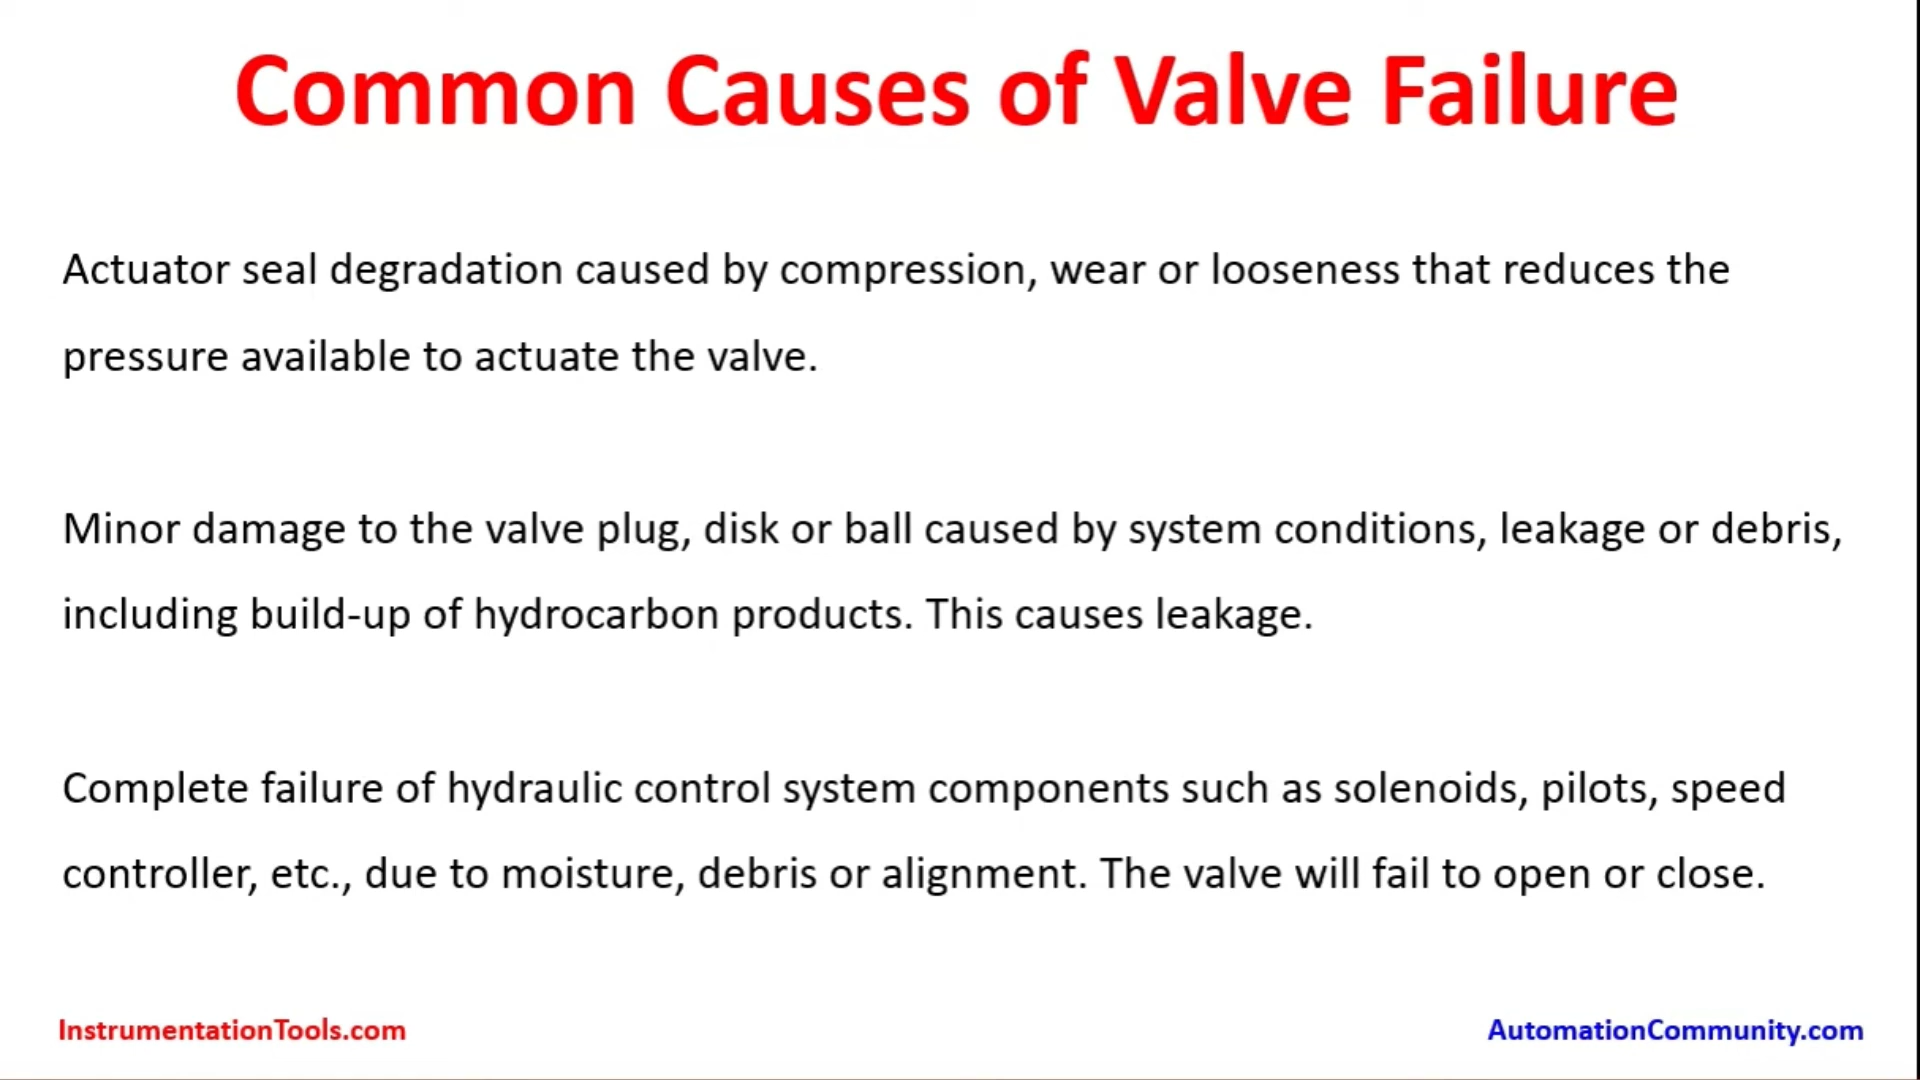 Common Causes of Valve Failure
Actuator seal degradation caused by compression, wear or looseness that reduces the
pressure available to actuate the valve.
Minor damage to the valve plug, disk or ball caused by system conditions, leakage or debris,
including build-up of hydrocarbon products. This causes leakage.
Complete failure of hydraulic control system components such as solenoids, pilots, speed
controller, etc., due to moisture, debris or alignment. The valve will fail to open or close.
InstrumentationTools.com
AutomationCommunity.com